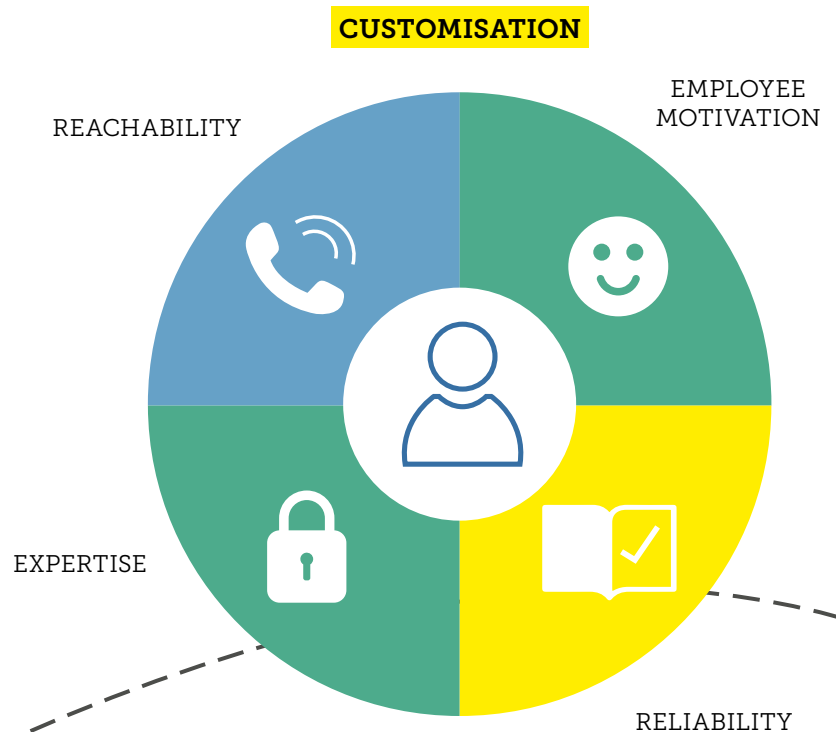 CUSTOMISATION
EMPLOYEE
MOTIVATION
REACHABILITY
EXPERTISE
RELIABILITY